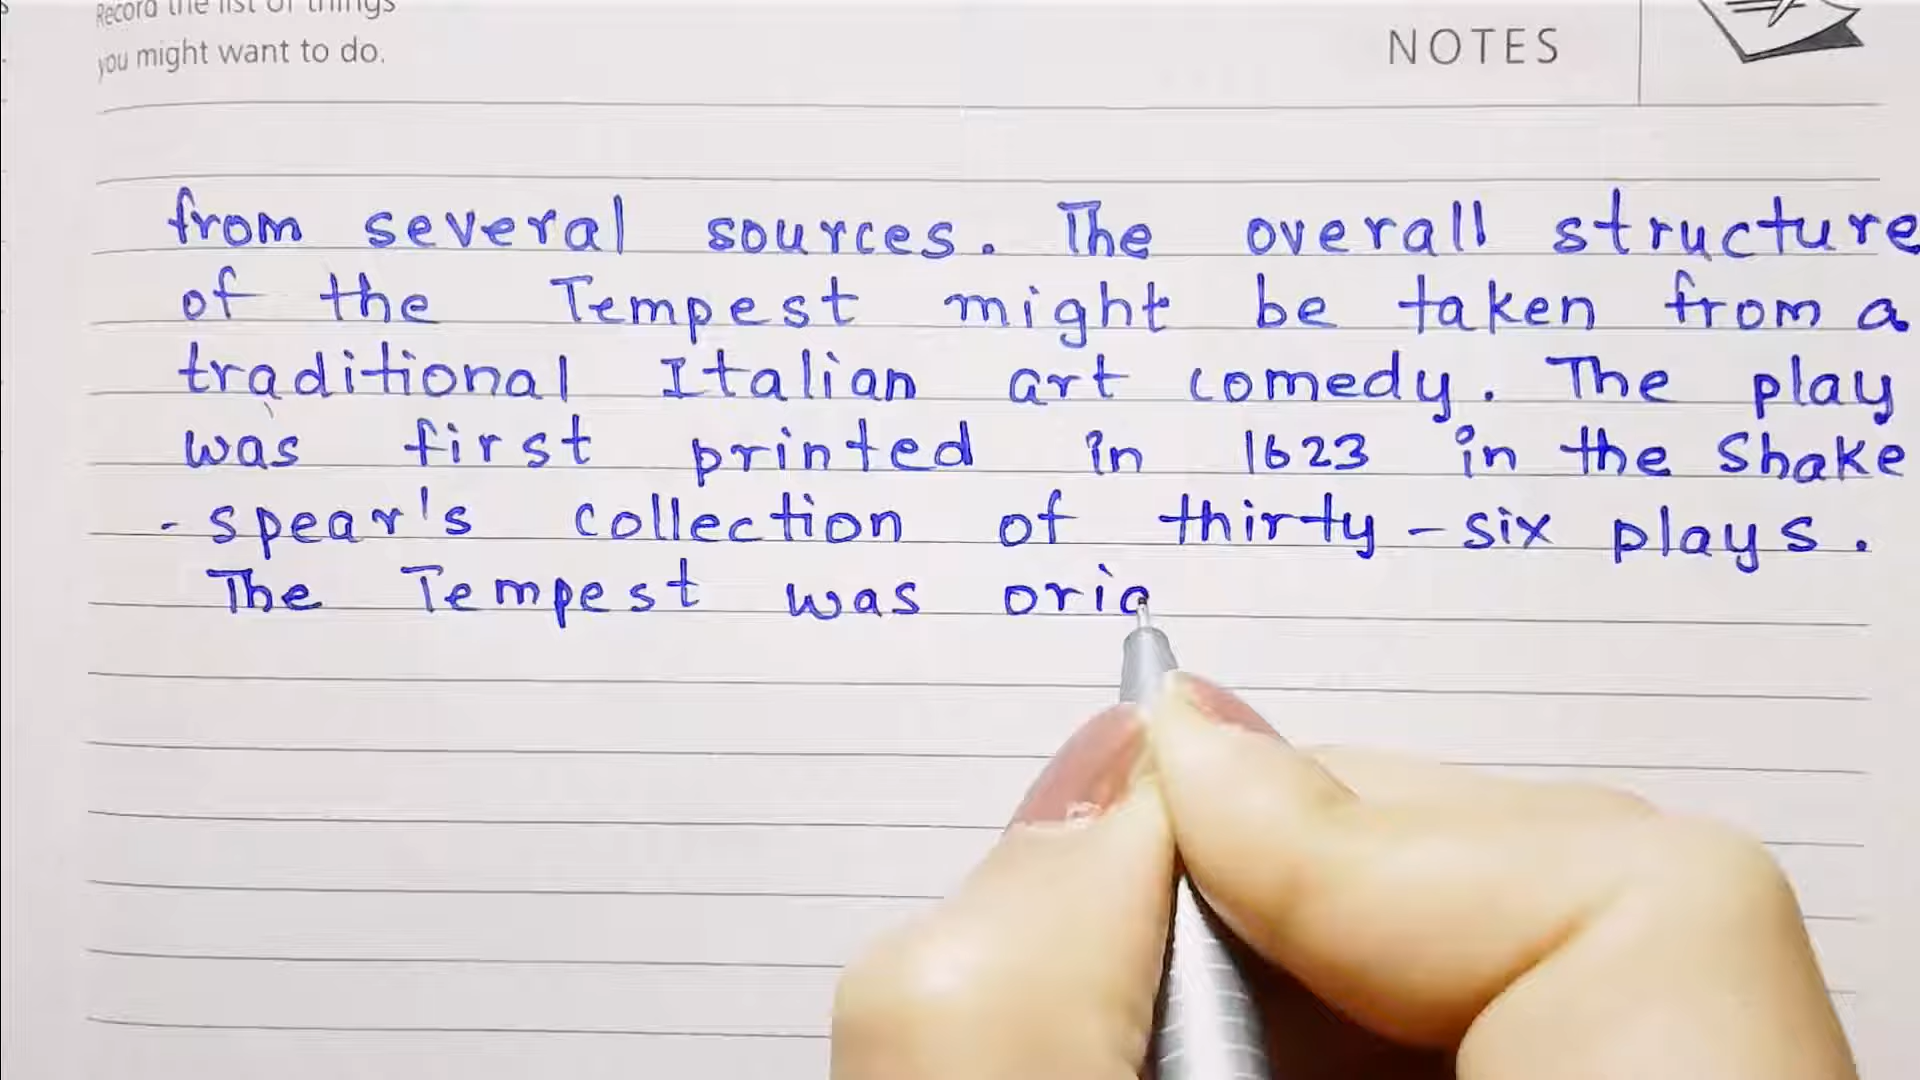 Record the list of things
you might want to do.
NOTES
from several sources. The overall structure
of the Tempest might be taken from a
traditional Italian art comedy. The play
was first printed in 1623 in the Shake
- spear's collection of thirty - six plays.
The Tempest was orig